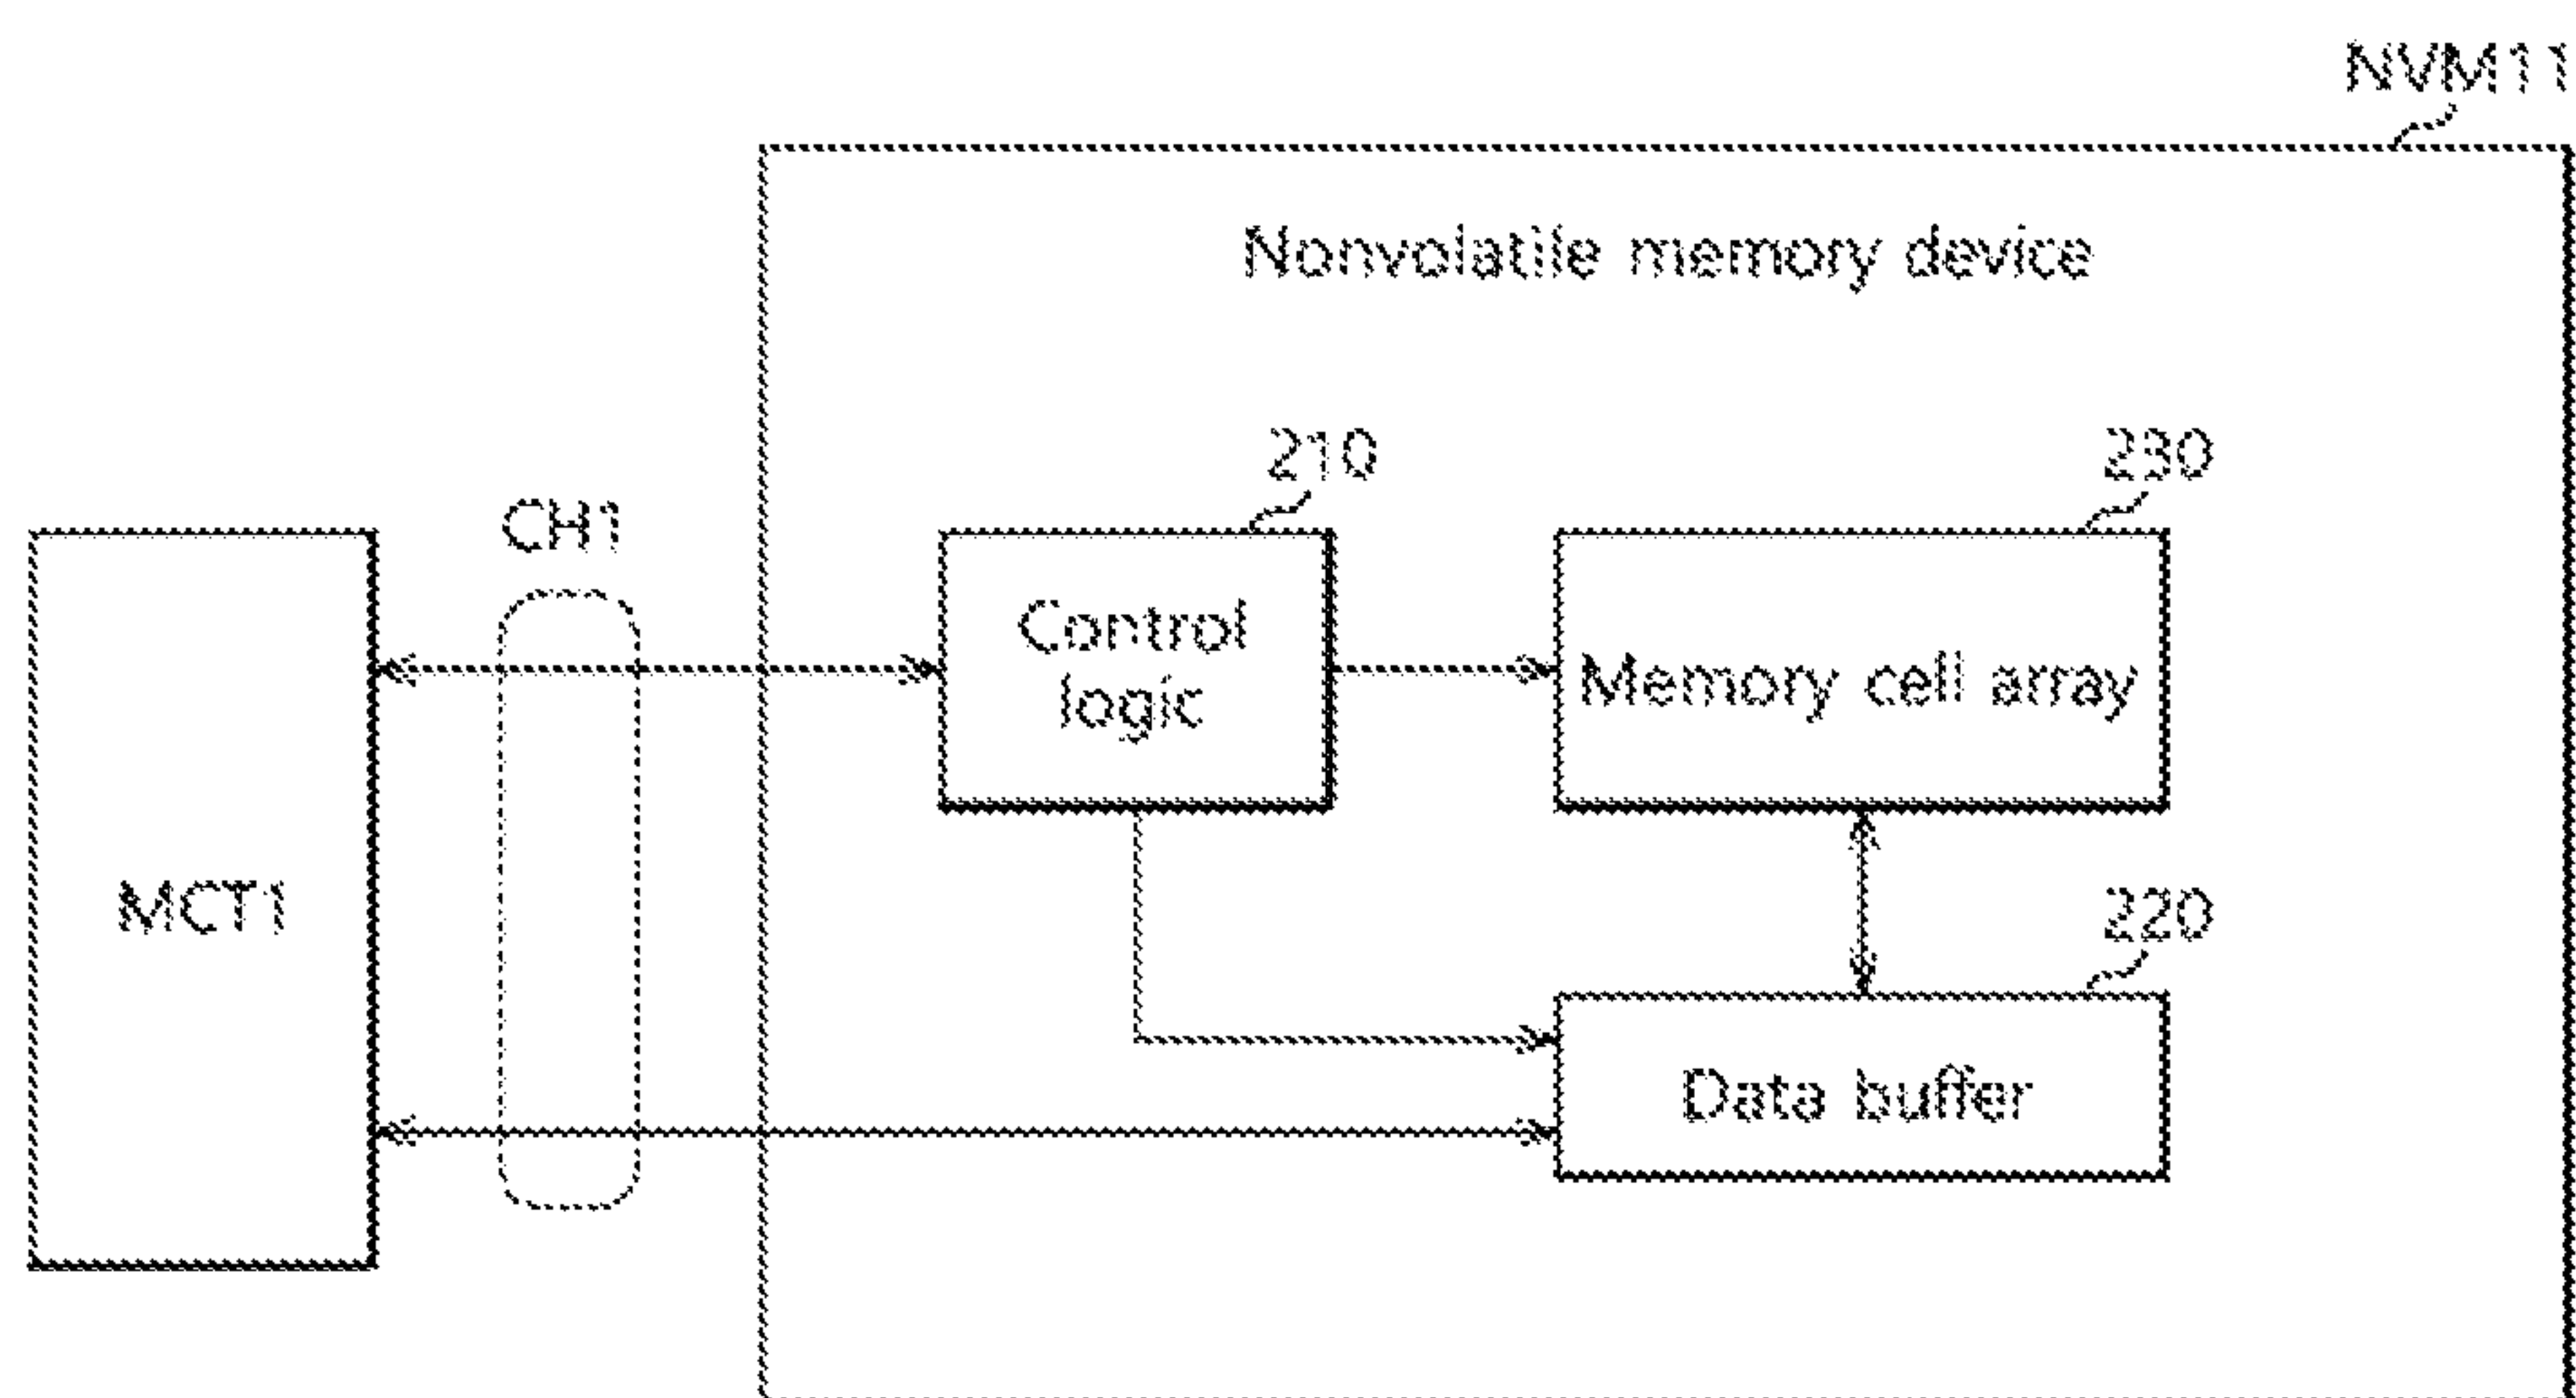 NVM11
Nonvolatile memory device
210
230
CH1
Control
logic
Memory cell array
MCT1
220
Data buffer